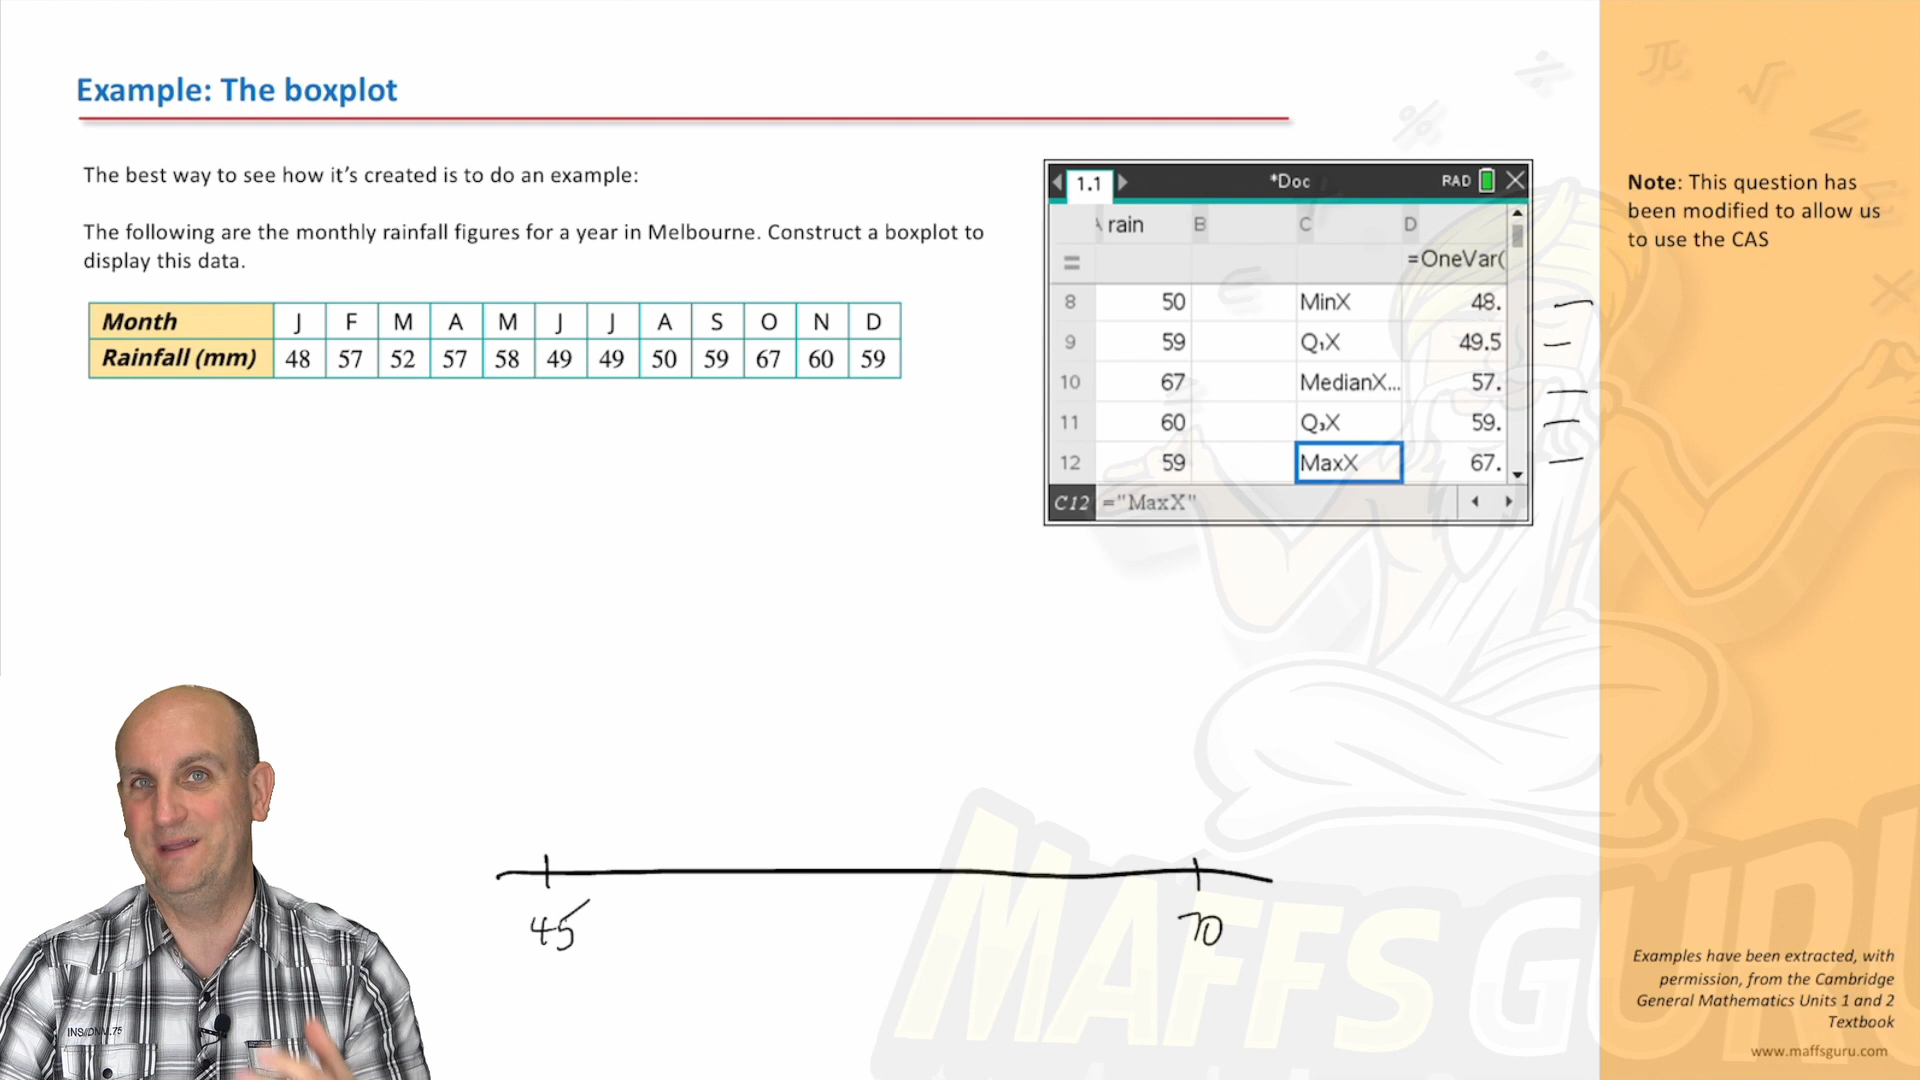 Example: The boxplot
The best way to see how it's created is to do an example:
The following are the monthly rainfall figures for a year in Melbourne. Construct a boxplot to
display this data.
Month J F M A M J J A S O N D
Rainfall (mm) 48 57 52 57 58 49 49 50 59 67 60 59
1.1 *Doc RAD
A rain B C D
= =OneVar(
8 50 MinX 48.
9 59 Q₁X 49.5
10 67 MedianX... 57.
11 60 Q₃X 59.
12 59 MaxX 67.
C12 ="MaxX"
Note: This question has
been modified to allow us
to use the CAS
45 70
INS/DNM.75
MAFFS GURU
Examples have been extracted, with
permission, from the Cambridge
General Mathematics Units 1 and 2
Textbook
www.maffsguru.com